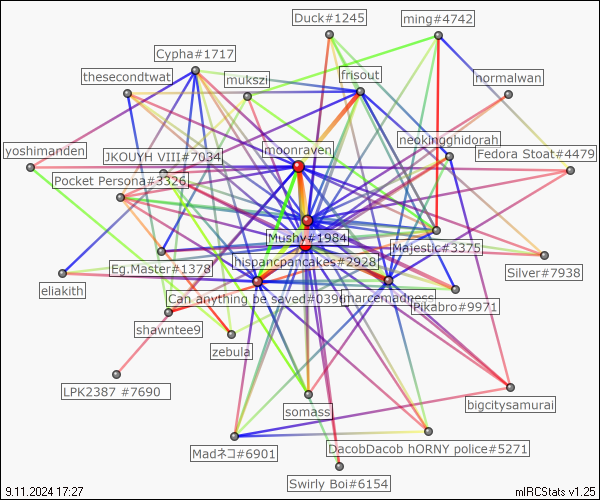 Duck#1245
ming#4742
Cypha#1717
thesecondtwat
mukszi
frisout
normalwan
neokingghidorah
yoshimanden
JKOUYH VIII#7034
moonraven
Fedora Stoat#4479
Pocket Persona#3326
Mushy#1984
Majestic#3375
hispancpancakes#2928
Eg.Master#1378
Silver#7938
eliakith
Can anything be saved#039
marcemadness
Pikabro#9971
shawntee9
zebula
LPK2387 #7690
bigcitysamurai
somass
DacobDacob hORNY police#5271
Madネコ#6901
Swirly Boi#6154
9.11.2024 17:27
mIRCStats v1.25